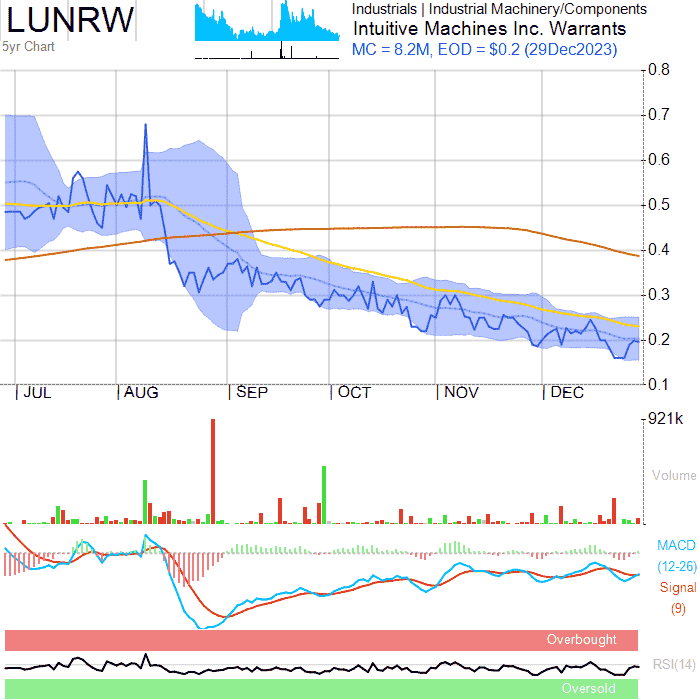 LUNRW
5yr Chart
Industrials | Industrial Machinery/Components
Intuitive Machines Inc. Warrants
MC = 8.2M, EOD = $0.2 (29Dec2023)
0.8
0.7
0.6
0.5
0.4
0.3
0.2
0.1
|JUL |AUG |SEP |OCT |NOV |DEC
921k
Volume
MACD
(12-26)
Signal
(9)
Overbought
RSI(14)
Oversold